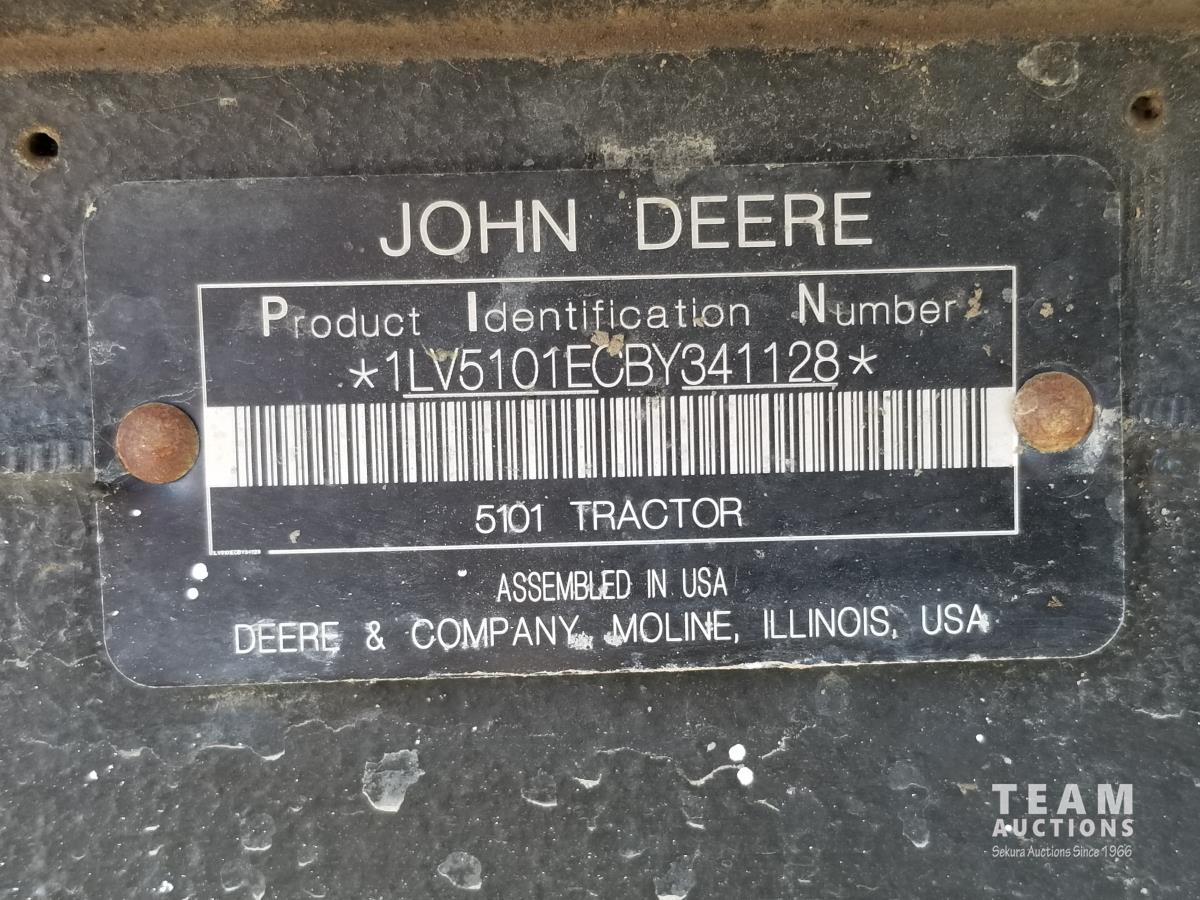 JOHN DEERE
Product Identification Number
*1LV5101ECBY341128*
5101 TRACTOR
ASSEMBLED IN USA
DEERE & COMPANY, MOLINE, ILLINOIS, USA
TEAM
AUCTIONS
Sekura Auctions Since 1966